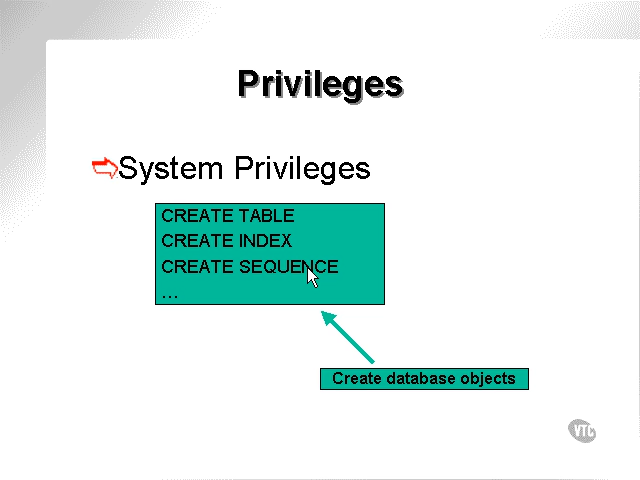 Privileges
System Privileges
CREATE TABLE
CREATE INDEX
CREATE SEQUENCE
...
Create database objects
VTC